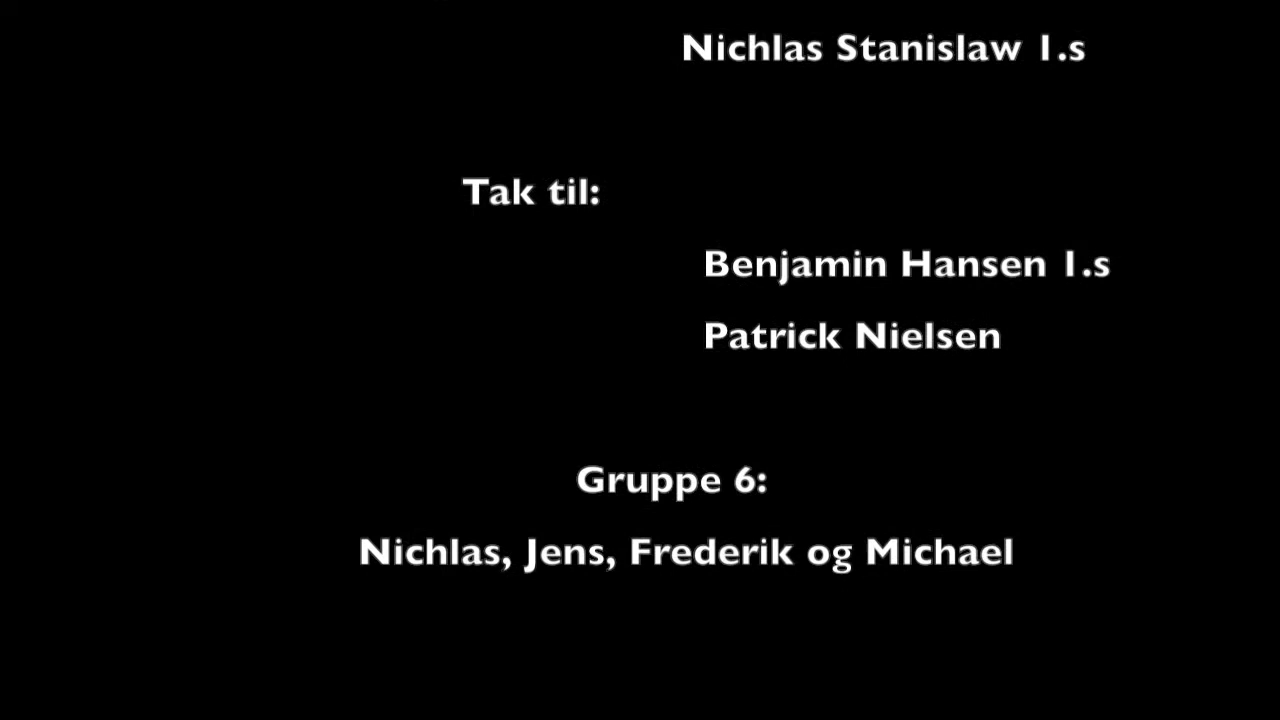 Nichlas Stanislaw 1.s
Tak til:
Benjamin Hansen 1.s
Patrick Nielsen
Gruppe 6:
Nichlas, Jens, Frederik og Michael